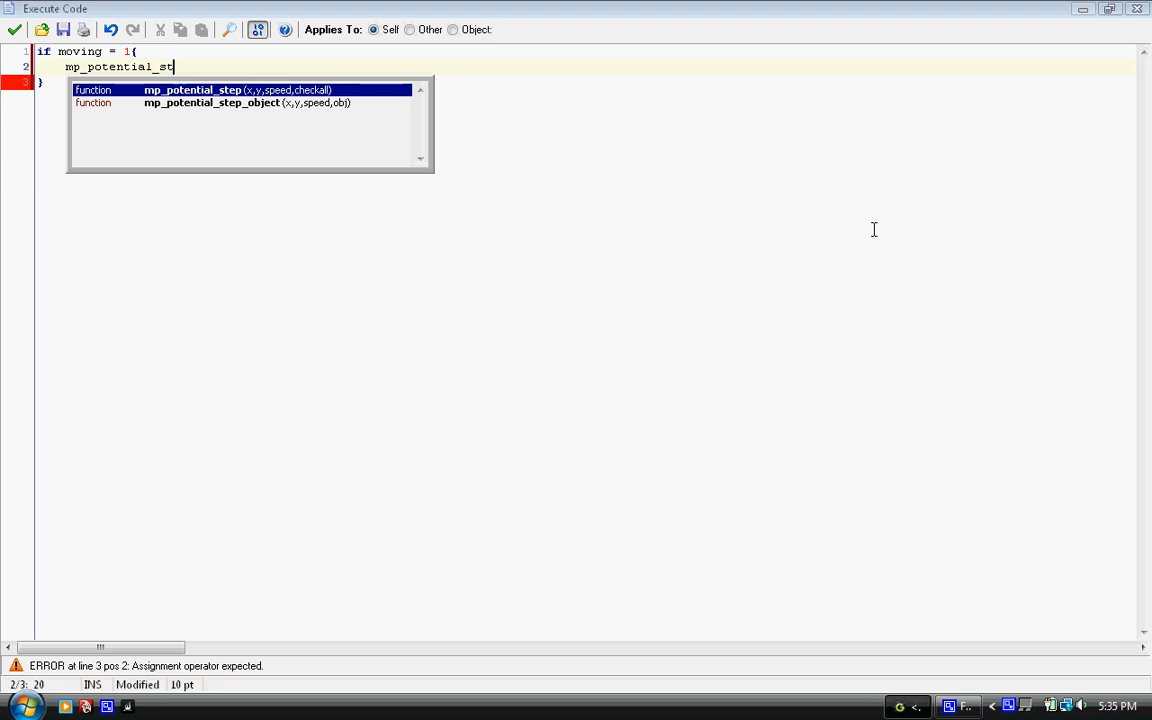 Execute Code
Applies To: Self Other Object:
1 if moving = 1{
2 mp_potential_st
3 }
function mp_potential_step(x,y,speed,checkall)
function mp_potential_step_object(x,y,speed,obj)
ERROR at line 3 pos 2: Assignment operator expected.
2/3: 20 INS Modified 10 pt
<. F.. < 5:35 PM